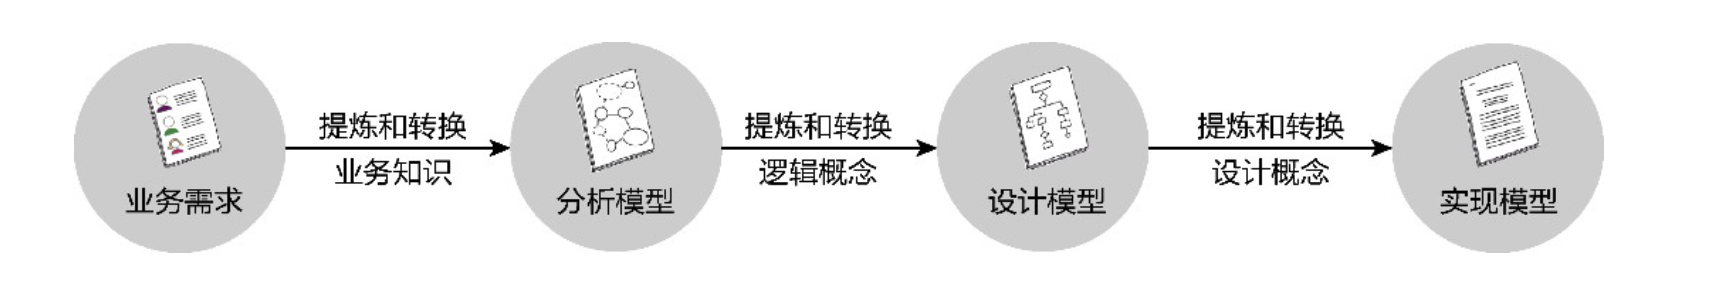 业务需求
提炼和转换
业务知识
分析模型
提炼和转换
逻辑概念
设计模型
提炼和转换
设计概念
实现模型